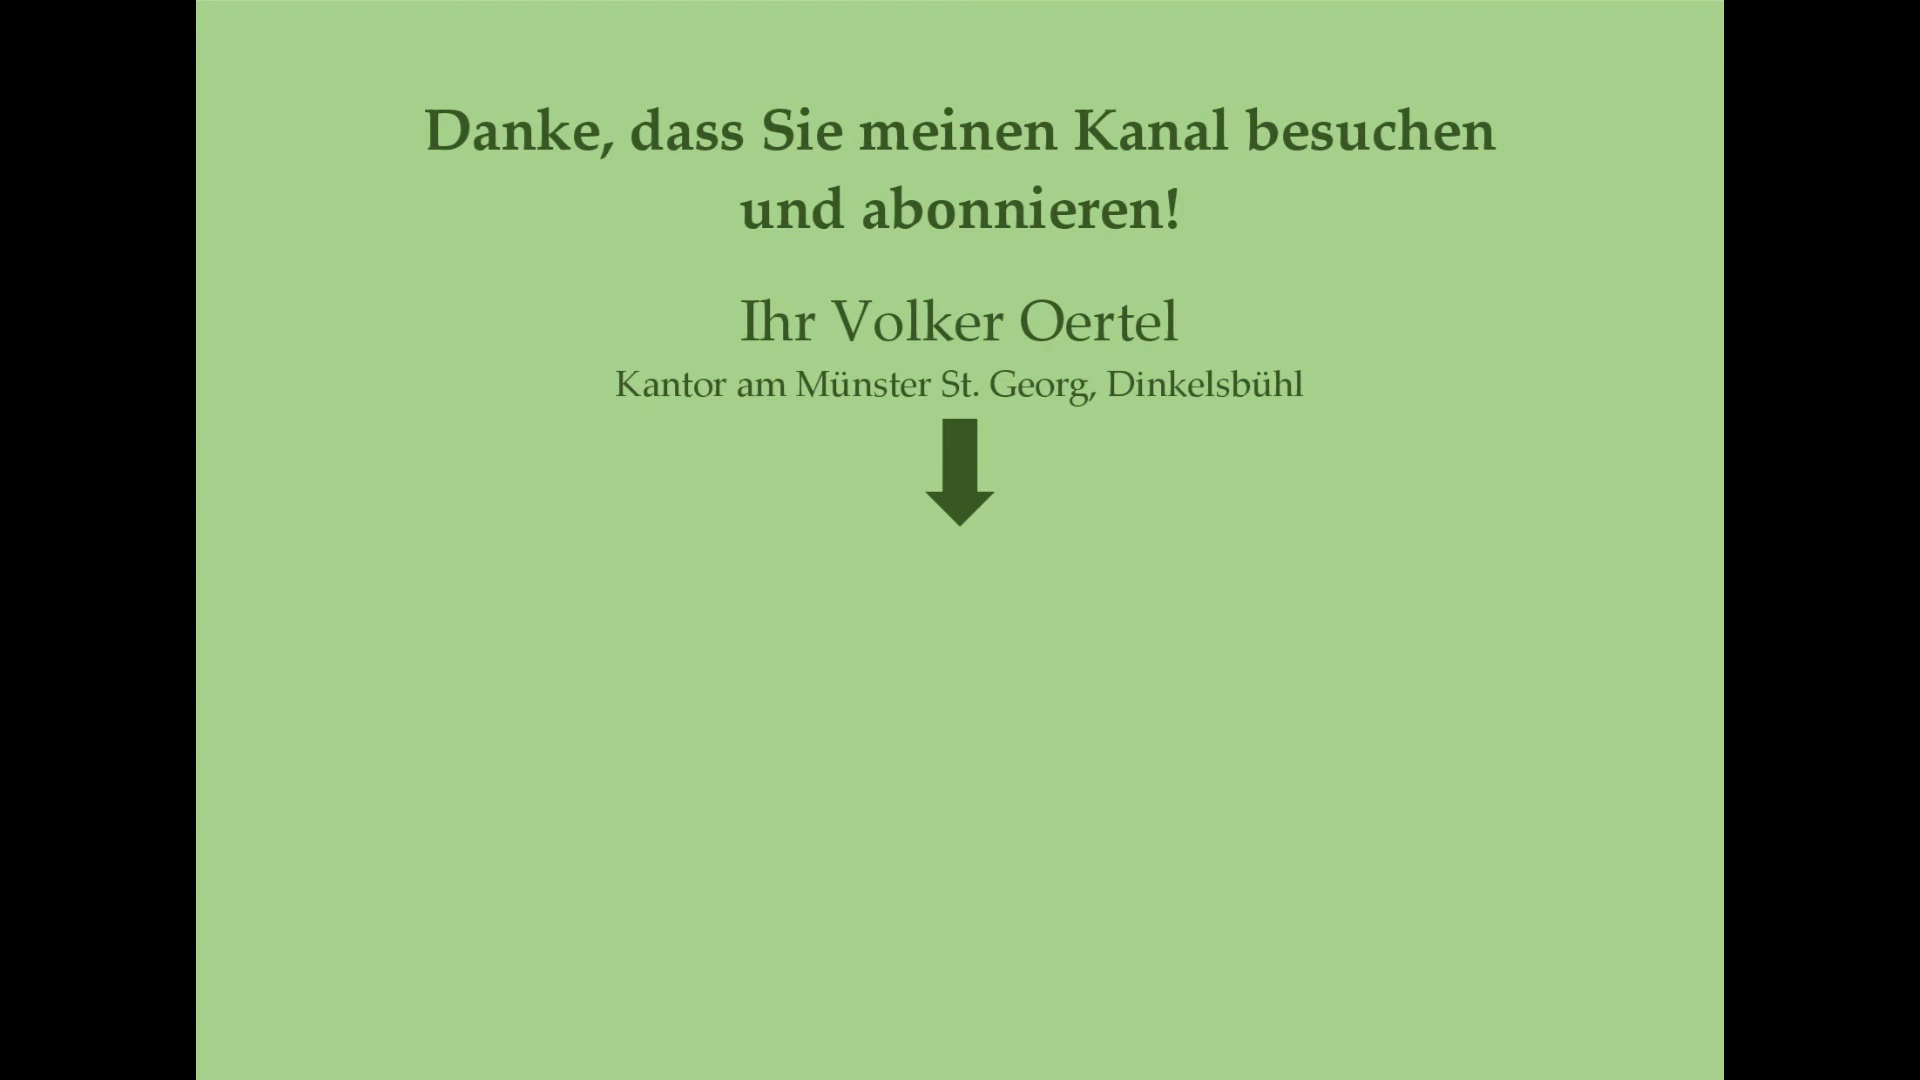 Danke, dass Sie meinen Kanal besuchen
und abonnieren!
Ihr Volker Oertel
Kantor am Münster St. Georg, Dinkelsbühl